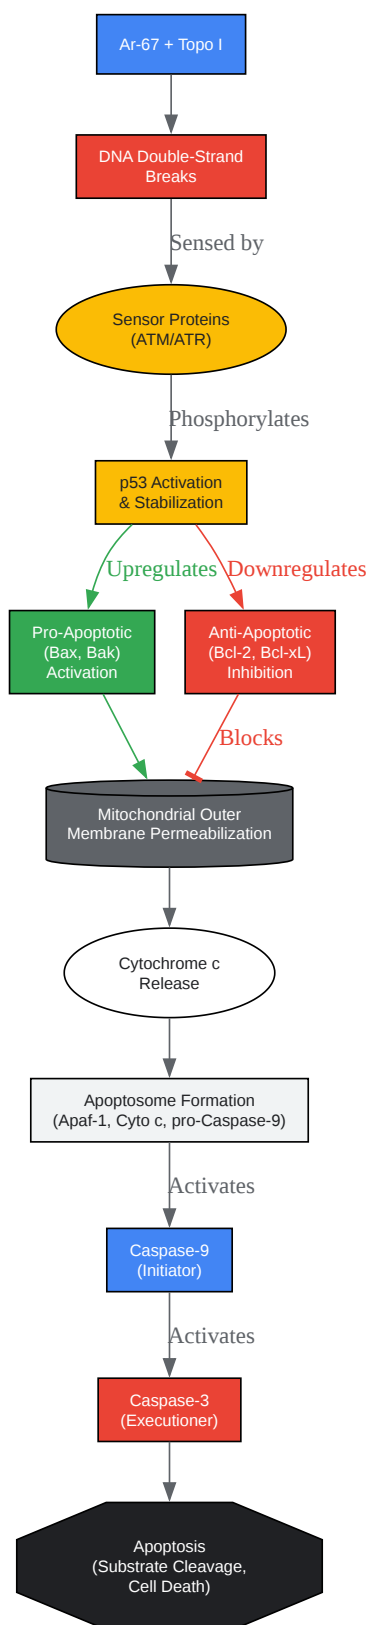 Ar-67 + Topo I
DNA Double-Strand
Breaks
Sensed by
Sensor Proteins
(ATM/ATR)
Phosphorylates
p53 Activation
& Stabilization
Upregulates
Downregulates
Pro-Apoptotic
(Bax, Bak)
Activation
Anti-Apoptotic
(Bcl-2, Bcl-xL)
Inhibition
Blocks
Mitochondrial Outer
Membrane Permeabilization
Cytochrome c
Release
Apoptosome Formation
(Apaf-1, Cyto c, pro-Caspase-9)
Activates
Caspase-9
(Initiator)
Activates
Caspase-3
(Executioner)
Apoptosis
(Substrate Cleavage,
Cell Death)